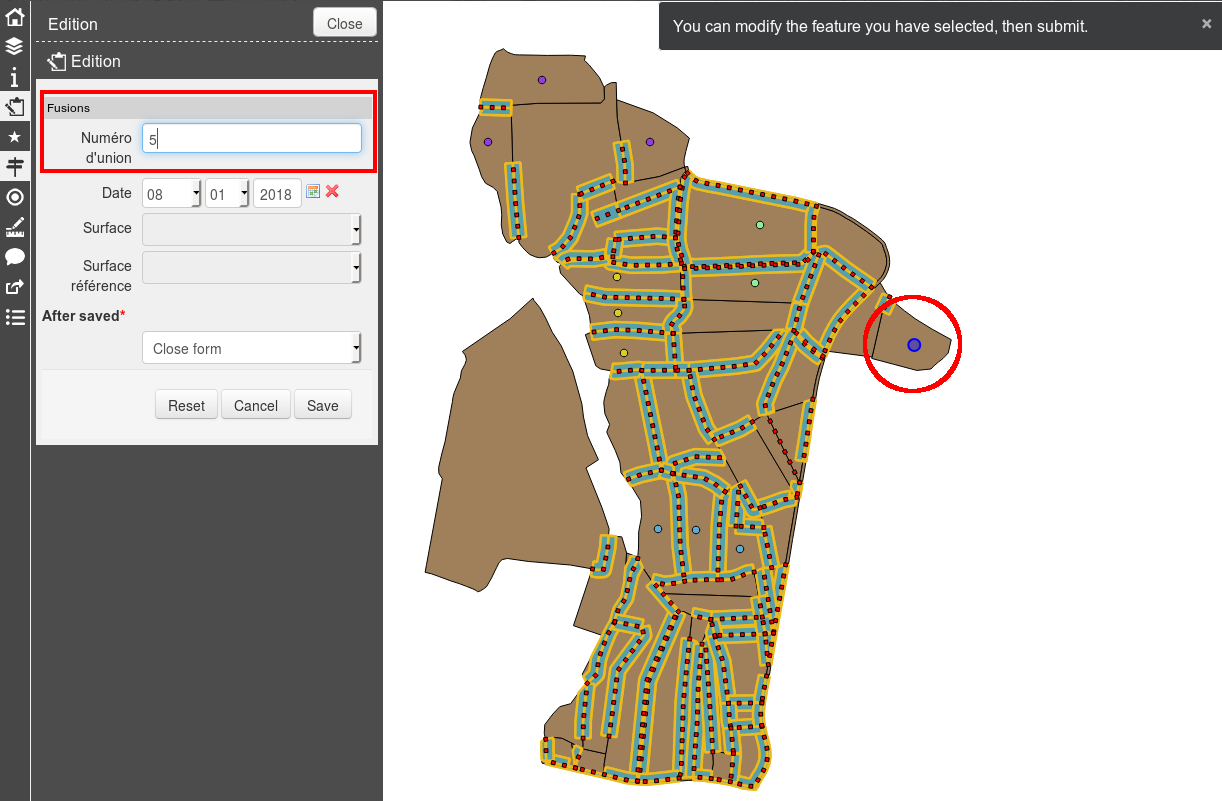 Edition
Close
You can modify the feature you have selected, then submit.
×
Edition
Fusions
Numéro
d'union
5
Date
08
01
2018
Surface
Surface
référence
After saved*
Close form
Reset
Cancel
Save